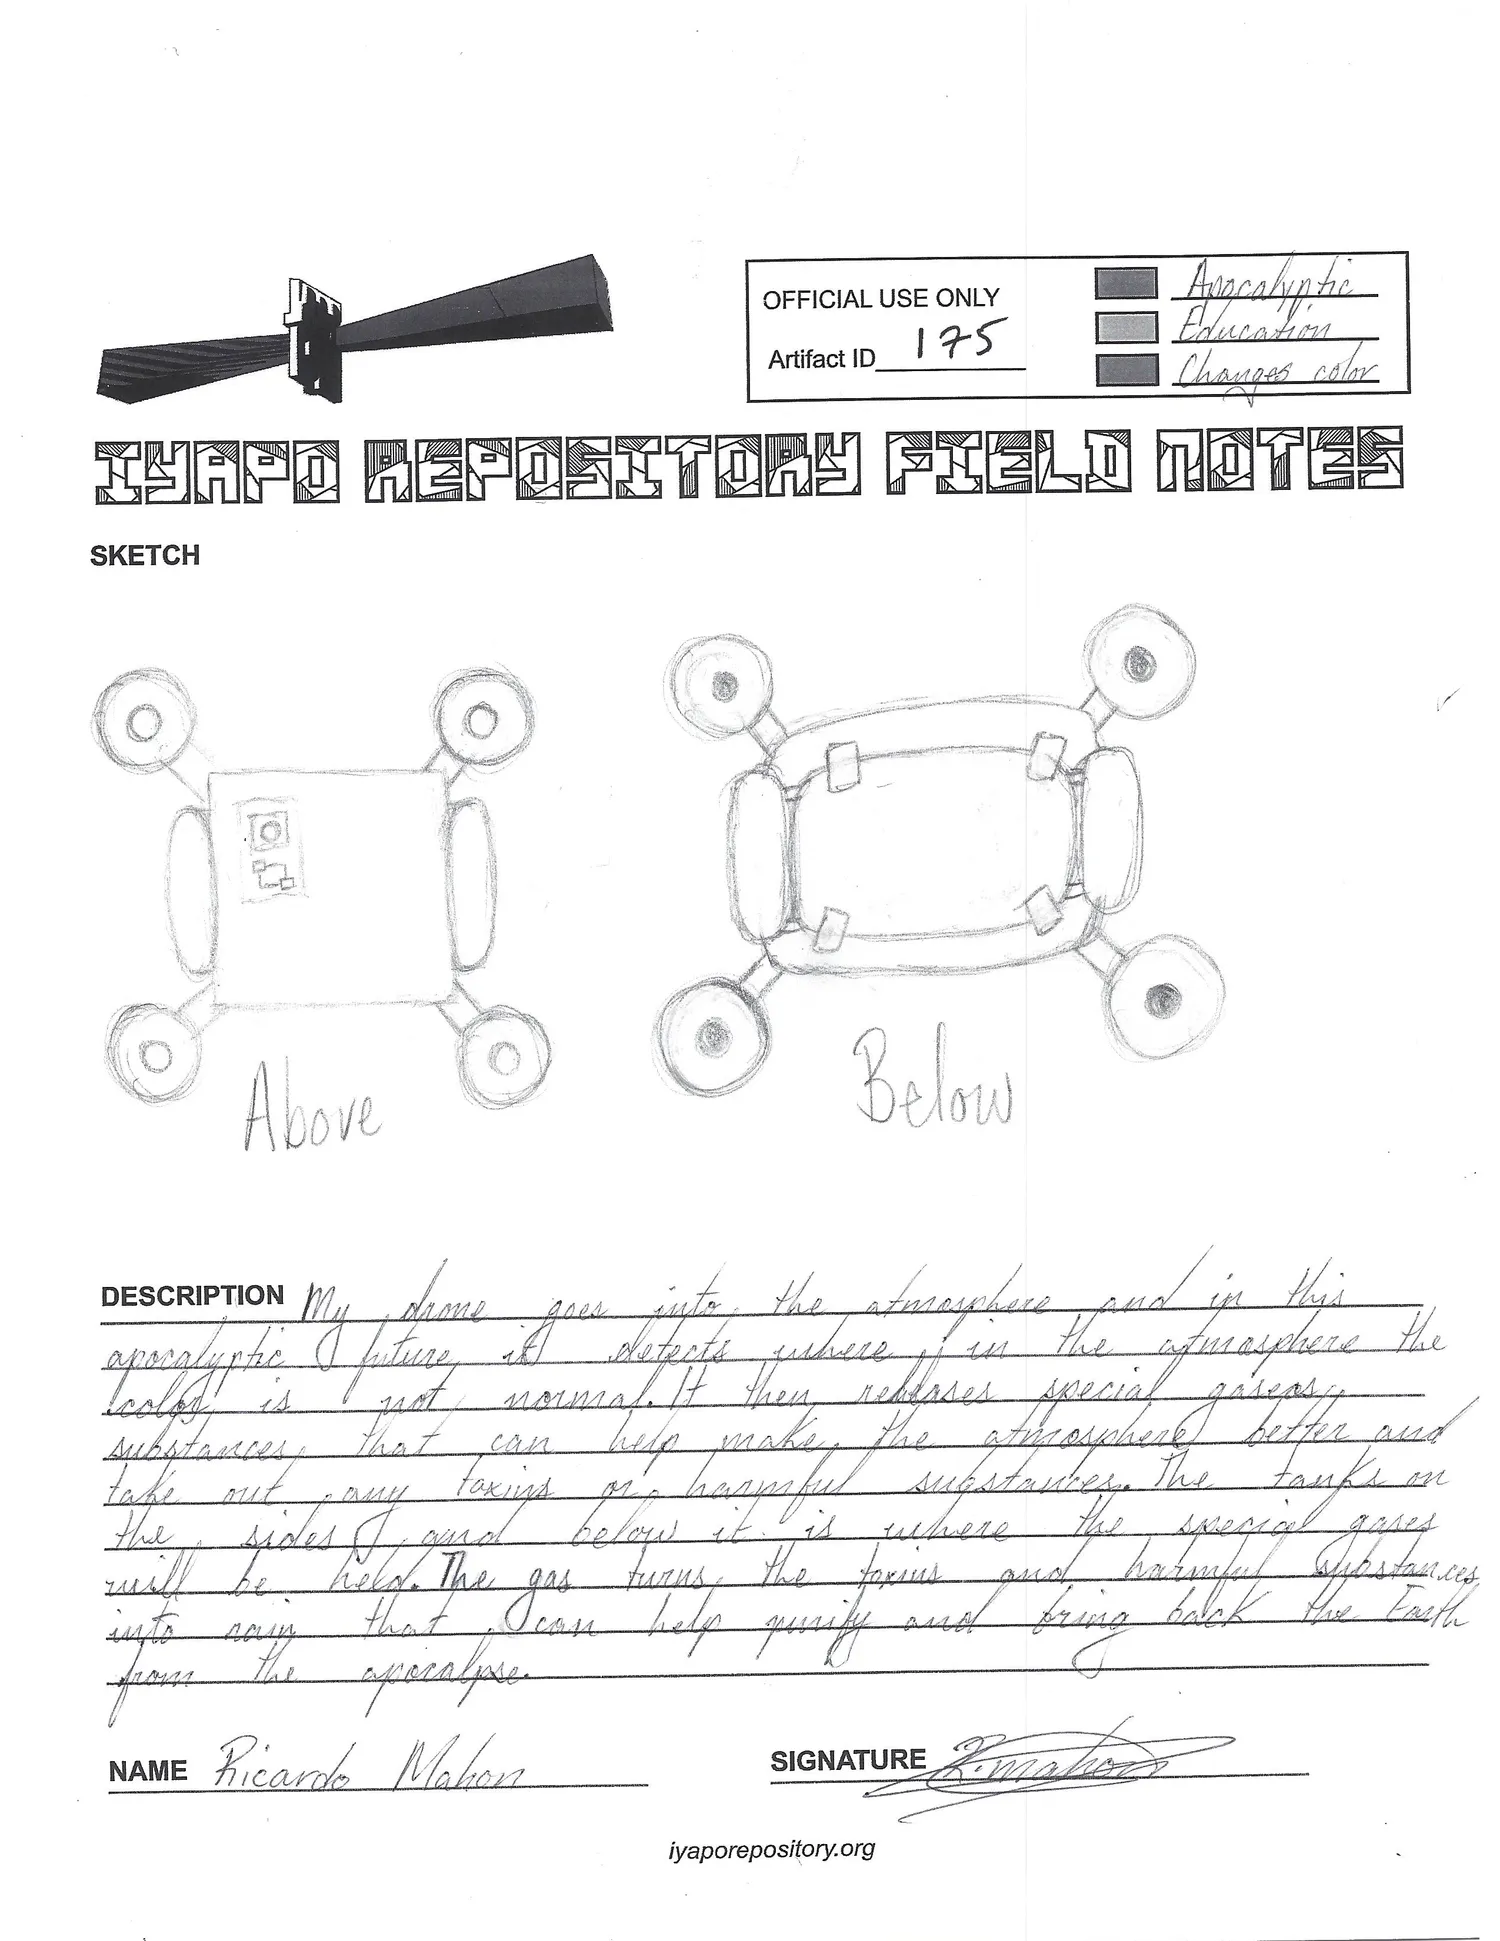 OFFICIAL USE ONLY
Artifact ID 175
Apocalyptic
Education
Changes color
IYAPO REPOSITORY FIELD NOTES
SKETCH
Above
Below
DESCRIPTION My drone goes into the atmosphere and in this
apocalyptic future it detects where in the atmosphere the
color is not normal. It then releases special gaseos
substances that can help make the atmosphere better and
take out any toxins or harmful substances. The tanks on
the sides and below it is where the special gases
will be held. The gas turns the toxins and harmful substances
into rain that can help purify and bring back the Earth
from the apocalpse.
NAME Ricardo Mahon
SIGNATURE R. Mahon
iyaporepository.org